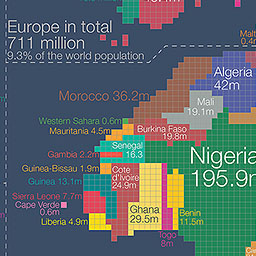 Europe in total
711 million
9.3% of the world population
Malt
0.4
Algeria
42m
Morocco 36.2m
Mali
19.1m
Western Sahara 0.6m
Mauritania 4.5m
Burkina Faso
19.8m
Senegal
16.3
Gambia 2.2m
Nigeria
195.9m
Guinea-Bissau 1.9m
Cote
d'Ivoire
24.9m
Guinea 13.1m
Sierra Leone 7.7m
Cape Verde
0.6m
Liberia 4.9m
Ghana
29.5m
Benin
11.5m
Togo
8m